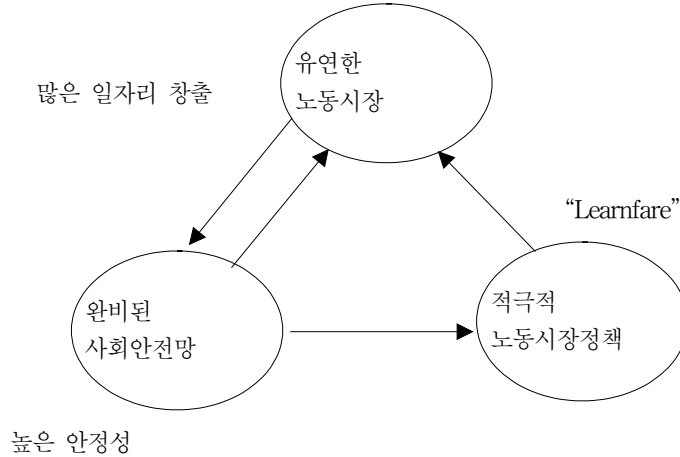 유연한
노동시장
많은 일자리 창출
“Learnfare”
완비된
사회안전망
적극적
노동시장정책
높은 안정성